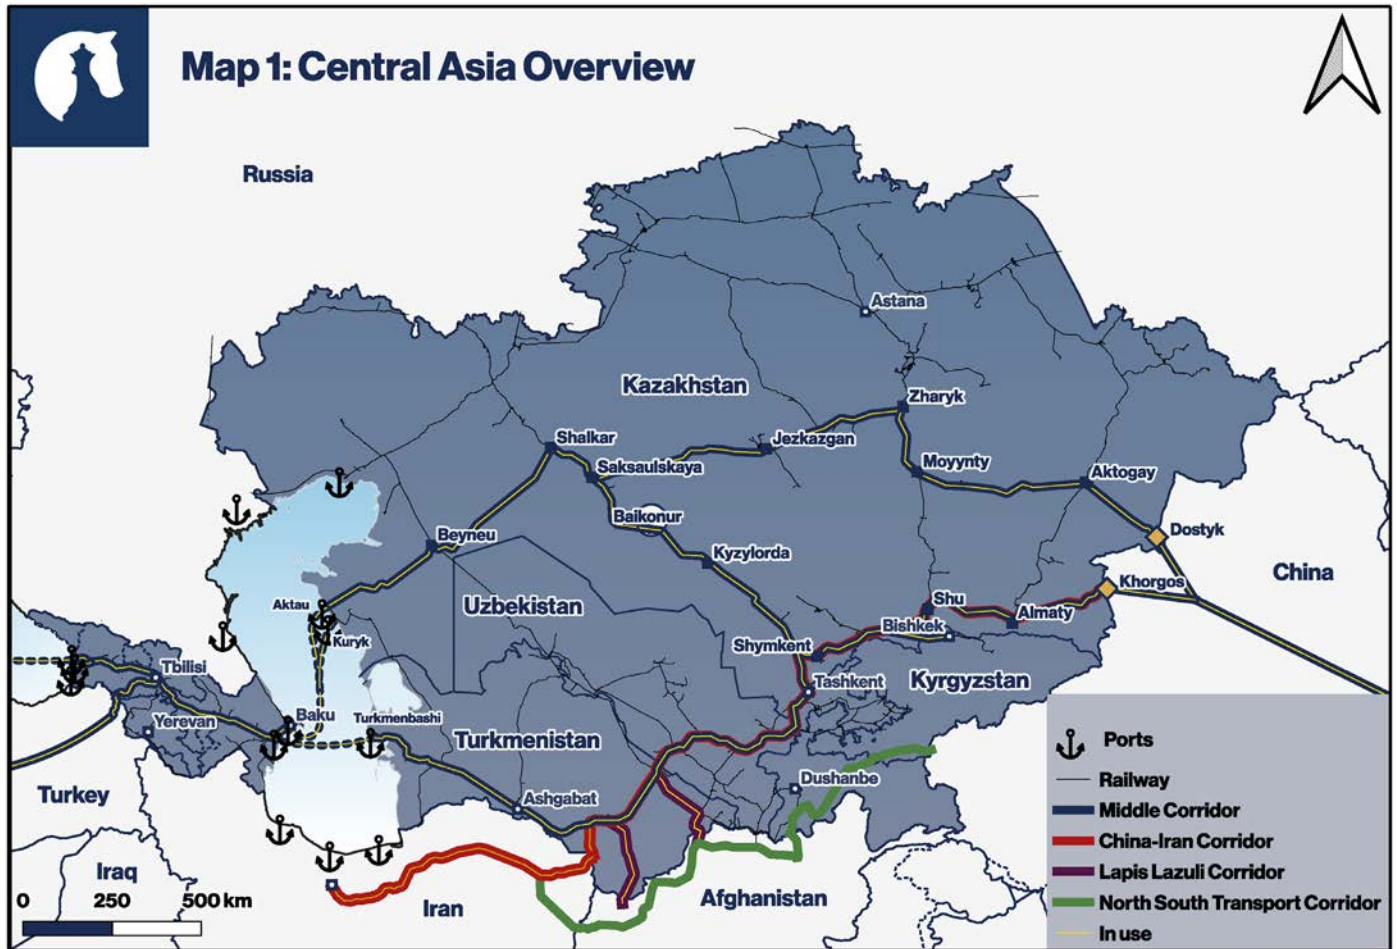 Map 1: Central Asia Overview
Russia
Astana
Kazakhstan
Zharyk
Shalkar
Jezkazgan
Saksaulskaya
Moyynty
Aktogay
Baikonur
Dostyk
Beyneu
Kyzylorda
China
Khorgos
Aktau
Uzbekistan
Shu
Almaty
Kuryk
Bishkek
Shymkent
Tbilisi
Tashkent
Kyrgyzstan
Yerevan
Baku
Turkmenbashi
Turkmenistan
Dushanbe
Turkey
Ashgabat
Iraq
Iran
Afghanistan
0 250 500 km
Ports
Railway
Middle Corridor
China-Iran Corridor
Lapis Lazuli Corridor
North South Transport Corridor
In use